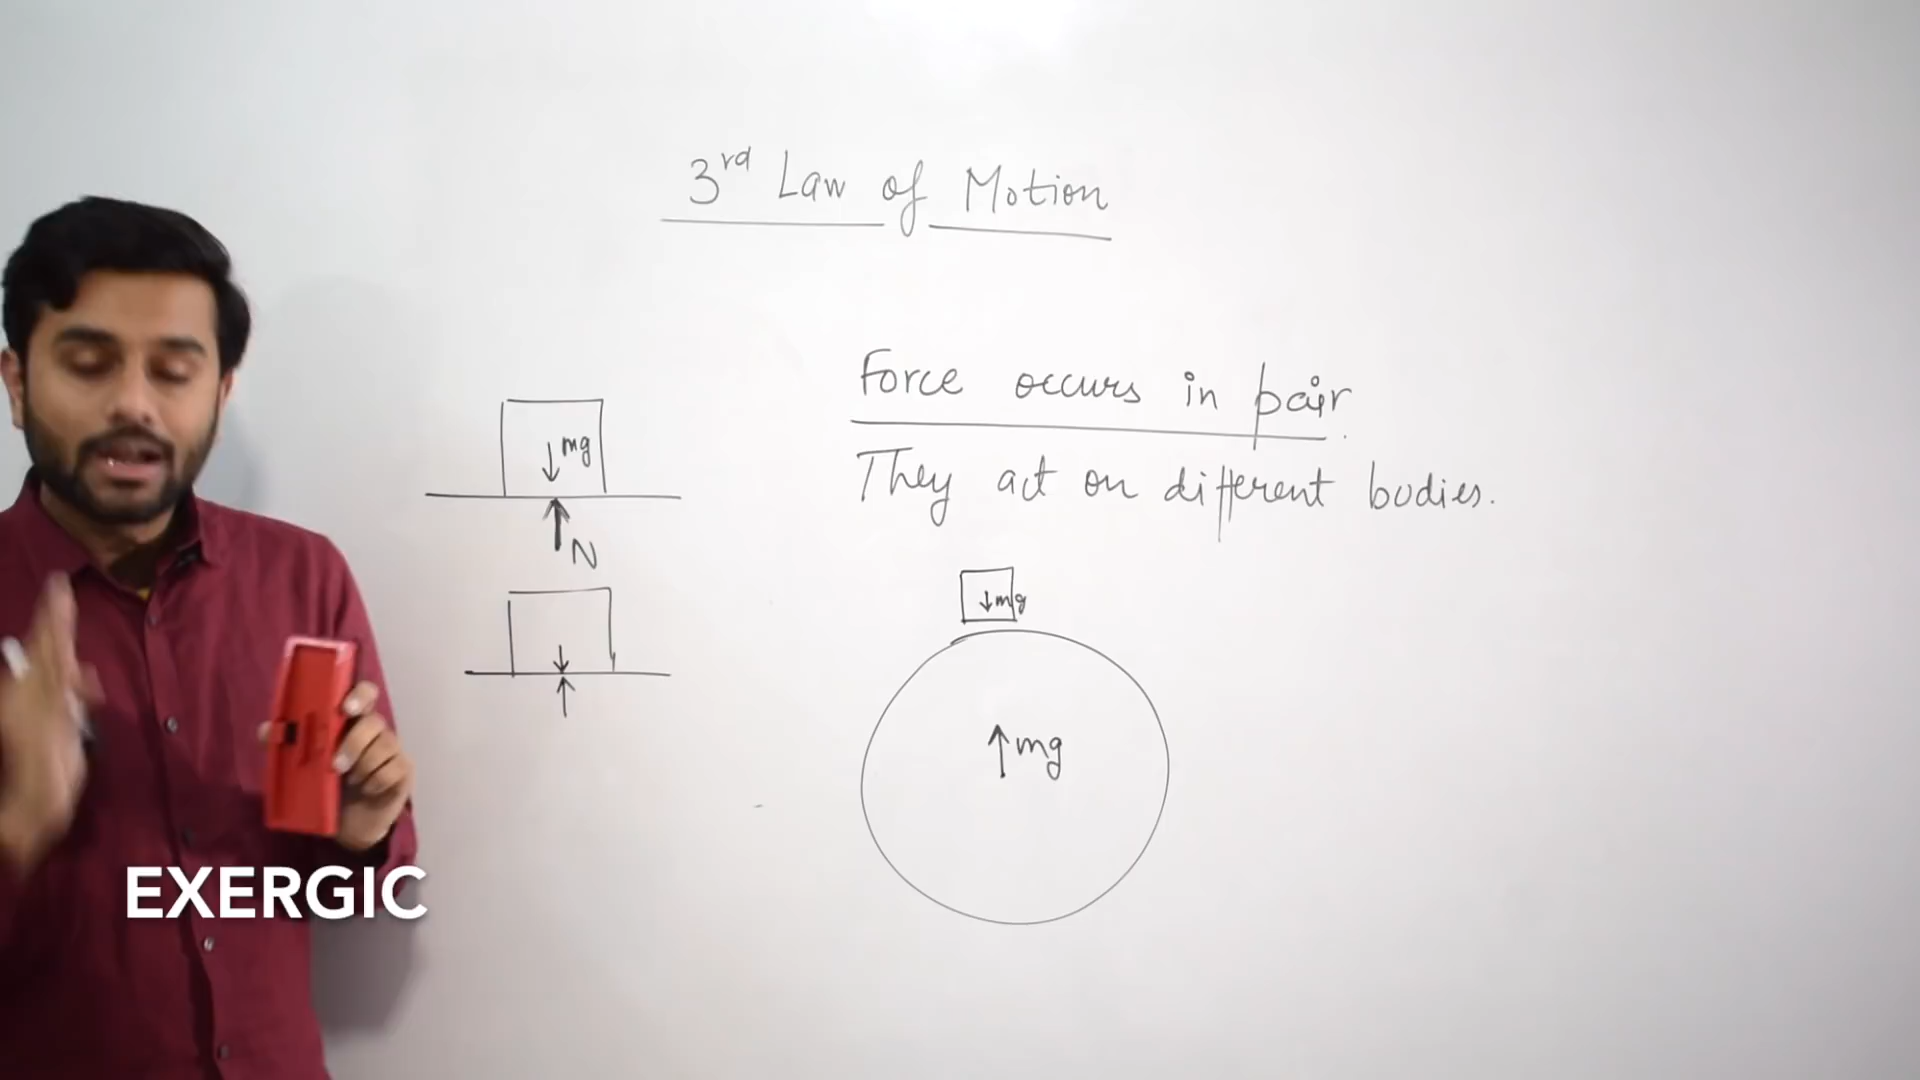 3rd Law of Motion
Force occurs in pair.
They act on different bodies.
↓mg
↑N
↓mg
↑mg
EXERGIC